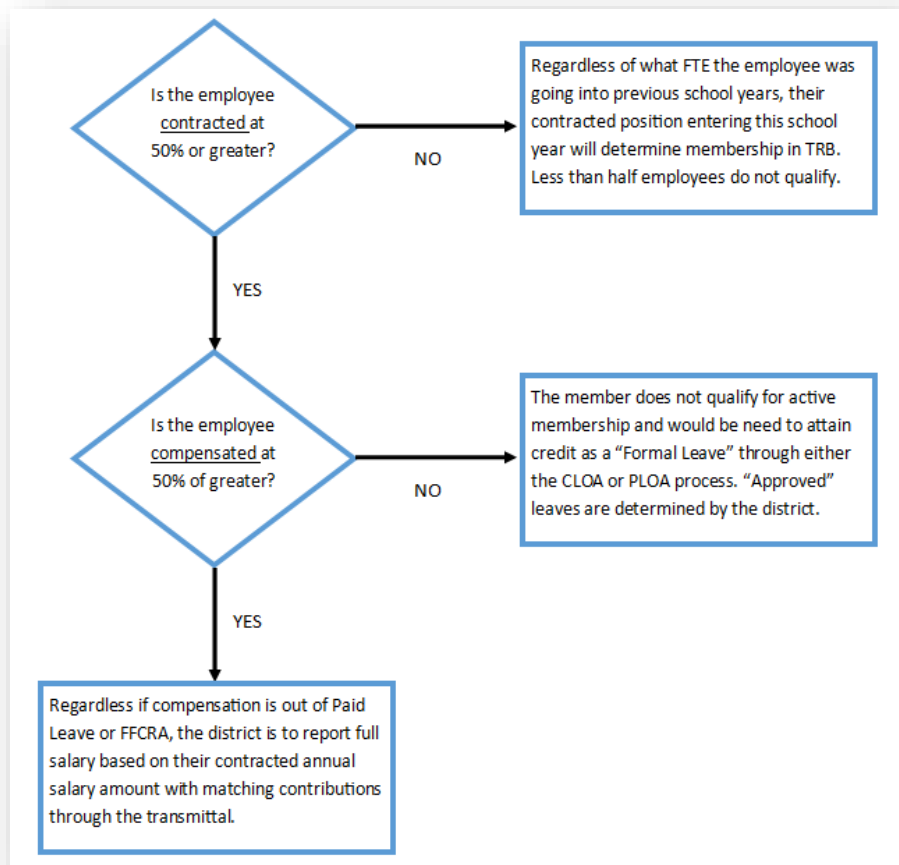 Is the employee
contracted at
50% or greater?
NO
Regardless of what FTE the employee was
going into previous school years, their
contracted position entering this school
year will determine membership in TRB.
Less than half employees do not qualify.
YES
Is the employee
compensated at
50% of greater?
NO
The member does not qualify for active
membership and would be need to attain
credit as a “Formal Leave” through either
the CLOA or PLOA process. “Approved”
leaves are determined by the district.
YES
Regardless if compensation is out of Paid
Leave or FFCRA, the district is to report full
salary based on their contracted annual
salary amount with matching contributions
through the transmittal.